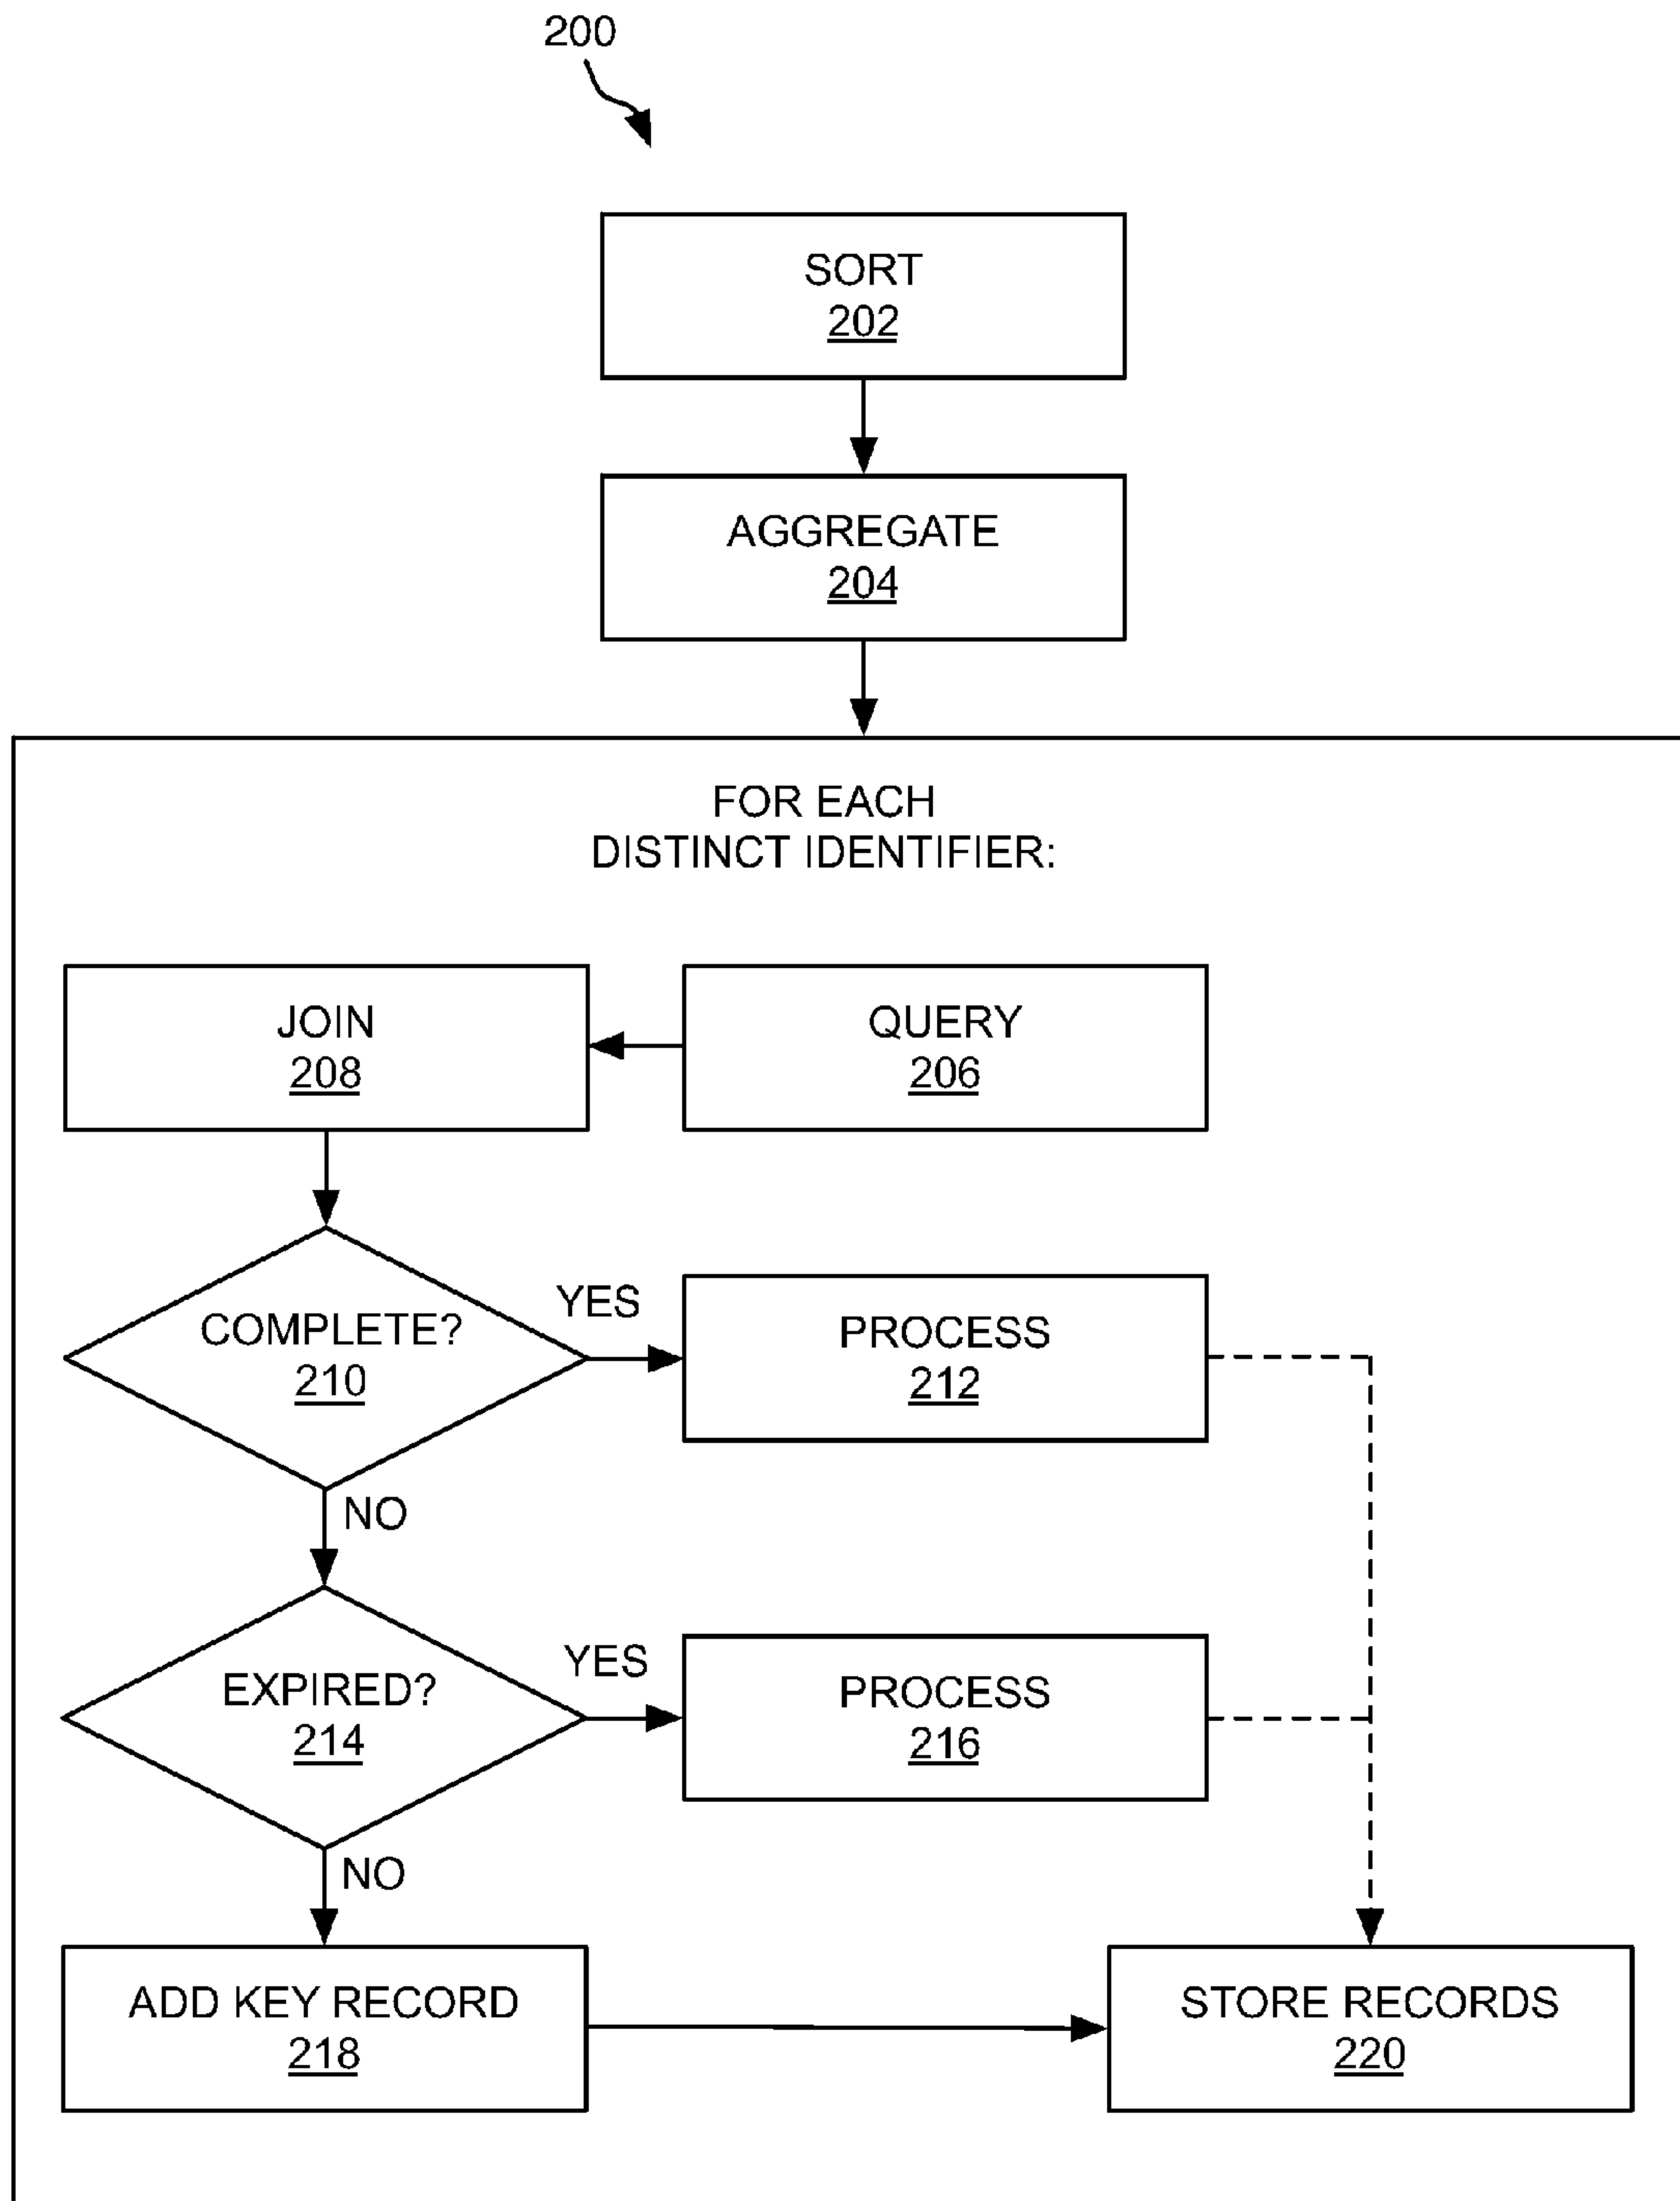 200
SORT
202
AGGREGATE
204
FOR EACH
DISTINCT IDENTIFIER:
JOIN
208
QUERY
206
COMPLETE?
210
YES
PROCESS
212
NO
EXPIRED?
214
YES
PROCESS
216
NO
ADD KEY RECORD
218
STORE RECORDS
220